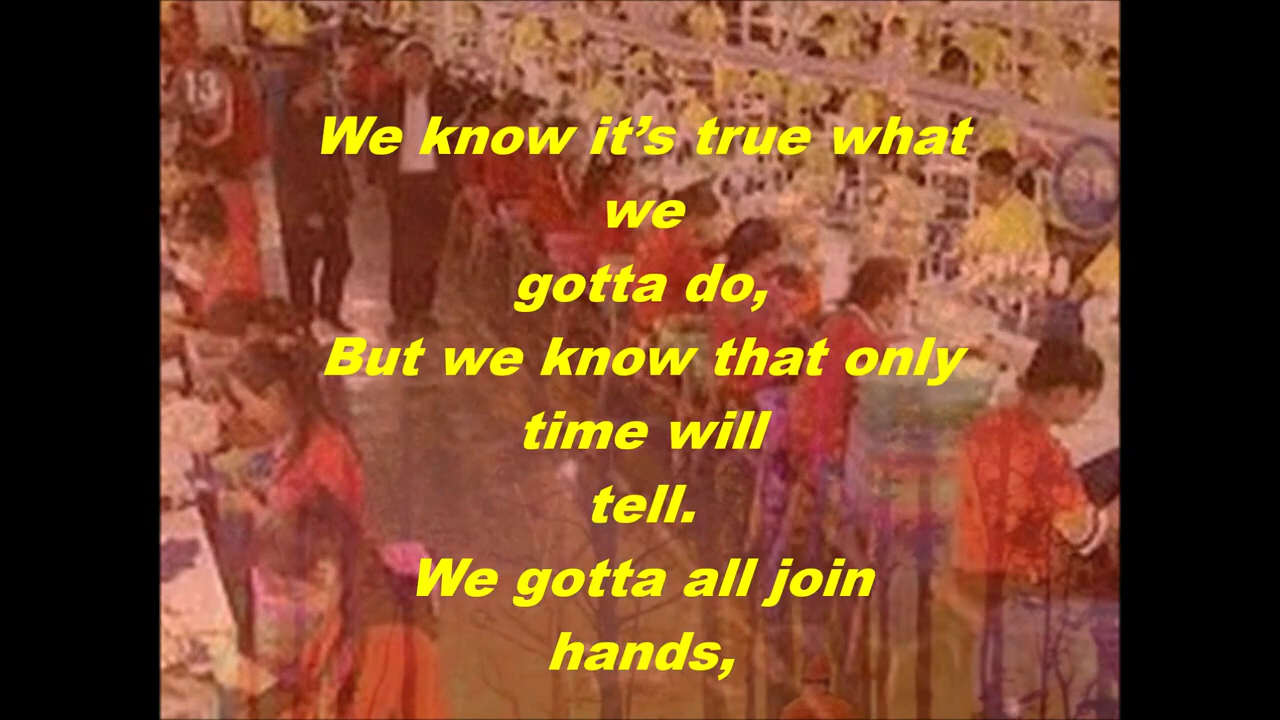 13
We know it’s true what
we
gotta do,
But we know that only
time will
tell.
We gotta all join
hands,